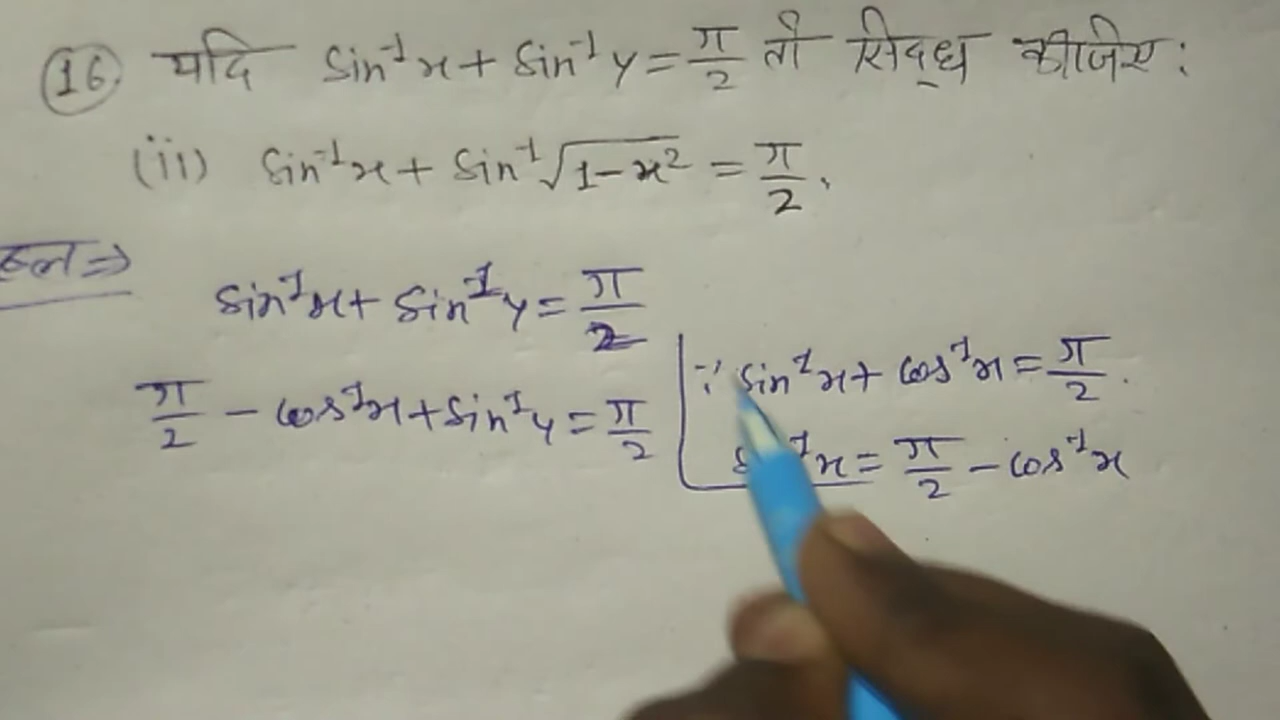 16. यदि sin⁻¹x + sin⁻¹y = π/2 तो सिद्ध कीजिए :
(ii) sin⁻¹x + sin⁻¹√(1-x²) = π/2.
हल ⇒
sin⁻¹x + sin⁻¹y = π/2
π/2 - cos⁻¹x + sin⁻¹y = π/2
∵ sin⁻¹x + cos⁻¹x = π/2.
x = π/2 - cos⁻¹x